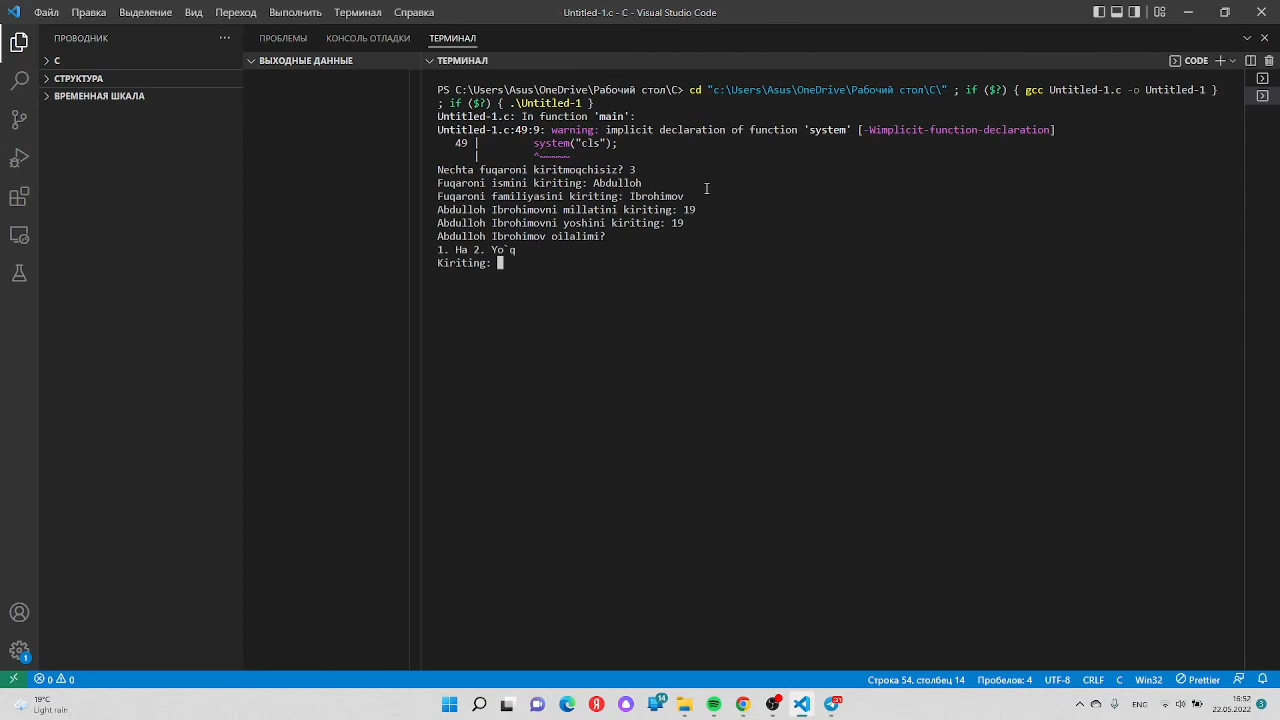 Файл Правка Выделение Вид Переход Выполнить Терминал Справка Untitled-1.c - C - Visual Studio Code
ПРОВОДНИК ··· ПРОБЛЕМЫ КОНСОЛЬ ОТЛАДКИ ТЕРМИНАЛ
C ВЫХОДНЫЕ ДАННЫЕ ТЕРМИНАЛ CODE
СТРУКТУРА
ВРЕМЕННАЯ ШКАЛА
PS C:\Users\Asus\OneDrive\Рабочий стол\C> cd "c:\Users\Asus\OneDrive\Рабочий стол\C\" ; if ($?) { gcc Untitled-1.c -o Untitled-1 }
; if ($?) { .\Untitled-1 }
Untitled-1.c: In function 'main':
Untitled-1.c:49:9: warning: implicit declaration of function 'system' [-Wimplicit-function-declaration]
49 | system("cls");
| ^~~~~~
Nechta fuqaroni kiritmoqchisiz? 3
Fuqaroni ismini kiriting: Abdulloh
Fuqaroni familiyasini kiriting: Ibrohimov
Abdulloh Ibrohimovni millatini kiriting: 19
Abdulloh Ibrohimovni yoshini kiriting: 19
Abdulloh Ibrohimov oilalimi?
1. Ha 2. Yo`q
Kiriting:
1
0 0 Строка 54, столбец 14 Пробелов: 4 UTF-8 CRLF C Win32 Prettier
19°C
Light rain
14
ENG
16:52
22.05.2022
3